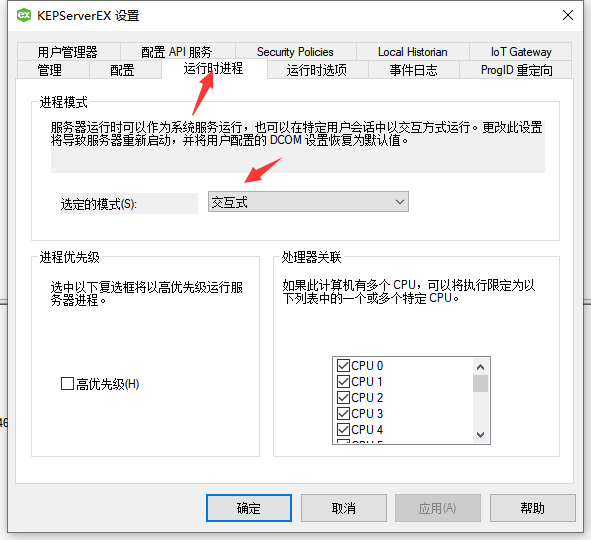 KEPServerEX 设置
用户管理器 配置 API 服务 Security Policies Local Historian IoT Gateway
管理 配置 运行时进程 运行时选项 事件日志 ProgID 重定向
进程模式
服务器运行时可以作为系统服务运行，也可以在特定用户会话中以交互方式运行。更改此设置
将导致服务器重新启动，并将用户配置的 DCOM 设置恢复为默认值。
选定的模式(S): 交互式
进程优先级
选中以下复选框将以高优先级运行服
务器进程。
高优先级(H)
处理器关联
如果此计算机有多个 CPU，可以将执行限定为以
下列表中的一个或多个特定 CPU。
CPU 0
CPU 1
CPU 2
CPU 3
CPU 4
确定 取消 应用(A) 帮助